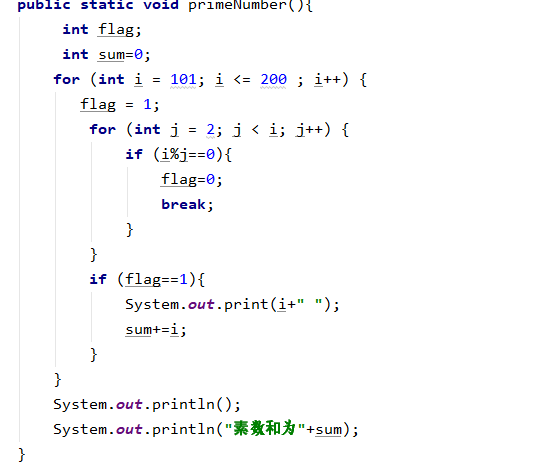 public static void primeNumber(){
int flag;
int sum=0;
for (int i = 101; i <= 200 ; i++) {
flag = 1;
for (int j = 2; j < i; j++) {
if (i%j==0){
flag=0;
break;
}
}
if (flag==1){
System.out.print(i+" ");
sum+=i;
}
}
System.out.println();
System.out.println("素数和为"+sum);
}